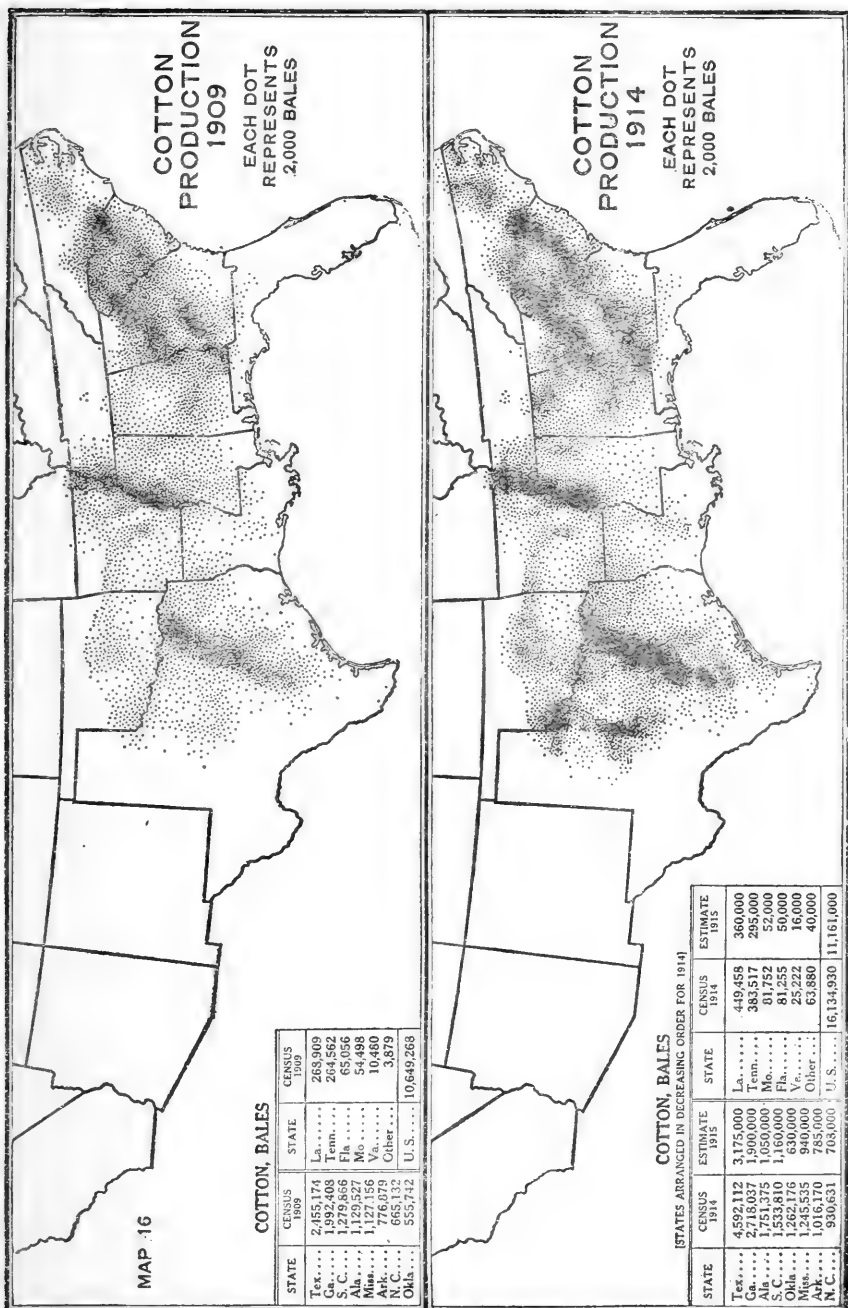 MAP 16
COTTON
PRODUCTION
1909
EACH DOT
REPRESENTS
2,000 BALES
COTTON, BALES
STATE CENSUS 1909 STATE CENSUS 1909
Tex.... 2,455,174 La...... 268,909
Ga..... 1,992,408 Tenn.... 264,562
S. C.... 1,279,866 Fla..... 65,056
Ala..... 1,129,527 Mo..... 54,498
Miss.... 1,127,156 Va...... 10,480
Ark..... 776,879 Other... 3,879
N. C.... 665,132
Okla.... 555,742 U. S.... 10,649,268
COTTON
PRODUCTION
1914
EACH DOT
REPRESENTS
2,000 BALES
COTTON, BALES
[STATES ARRANGED IN DECREASING ORDER FOR 1914]
STATE CENSUS 1914 ESTIMATE 1915 STATE CENSUS 1914 ESTIMATE 1915
Tex.... 4,592,112 3,175,000 La...... 449,458 360,000
Ga..... 2,718,037 1,900,000 Tenn.... 383,517 295,000
Ala.... 1,751,375 1,050,000 Mo..... 81,752 52,000
S. C.... 1,533,810 1,160,000 Fla..... 81,255 50,000
Okla... 1,262,176 630,000 Va...... 25,222 16,000
Miss.... 1,245,535 940,000 Other... 63,880 40,000
Ark.... 1,016,170 785,000
N. C.... 930,631 708,000 U. S.... 16,134,930 11,161,000